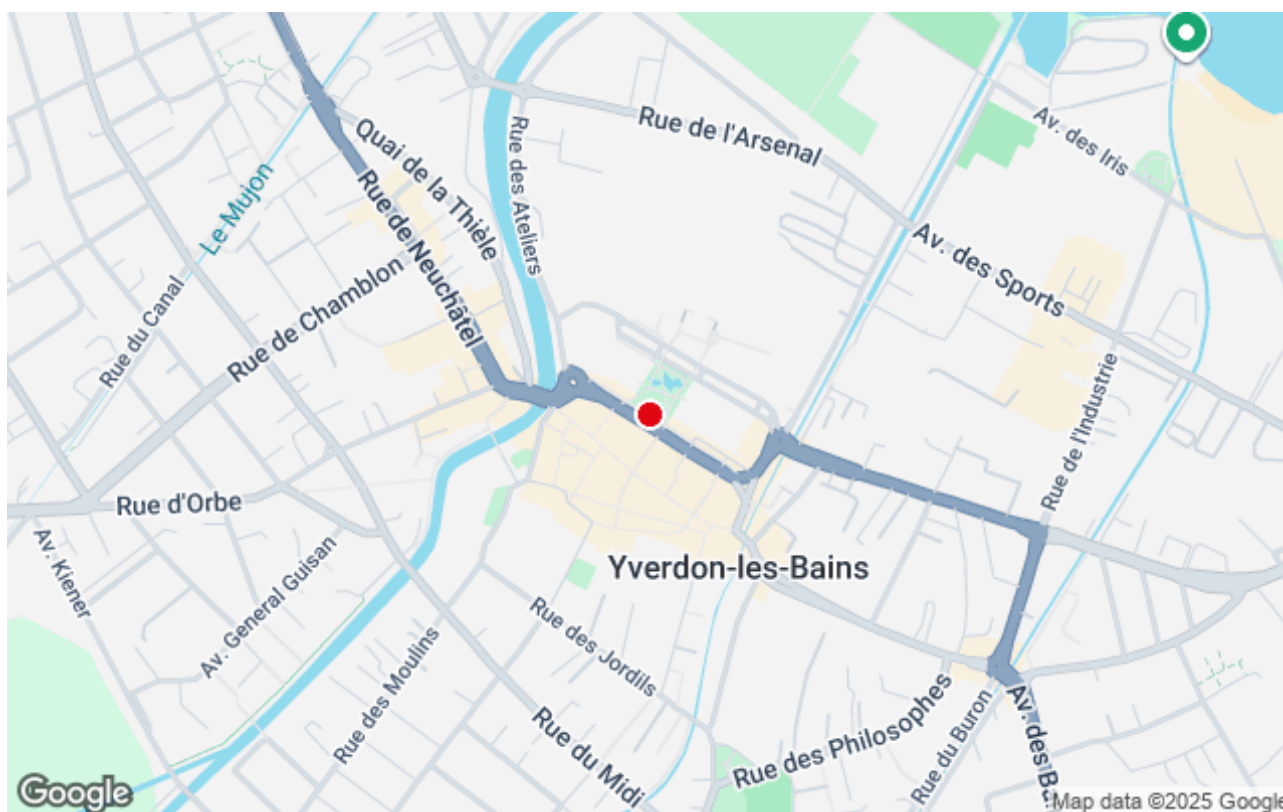 Rue de l'Arsenal
Av. des Iris
Quai de la Thièle
Rue des Ateliers
Le Mujon
Rue de Neuchâtel
Av. des Sports
Rue du Canal
Rue de Chamblon
Rue de l'Industrie
Rue d'Orbe
Av. Kiener
Av. General Guisan
Yverdon-les-Bains
Rue des Jordils
Rue des Moulins
Rue du Midi
Rue des Philosophes
Rue du Buron
Av. des Ba
Google
Map data ©2025 Google